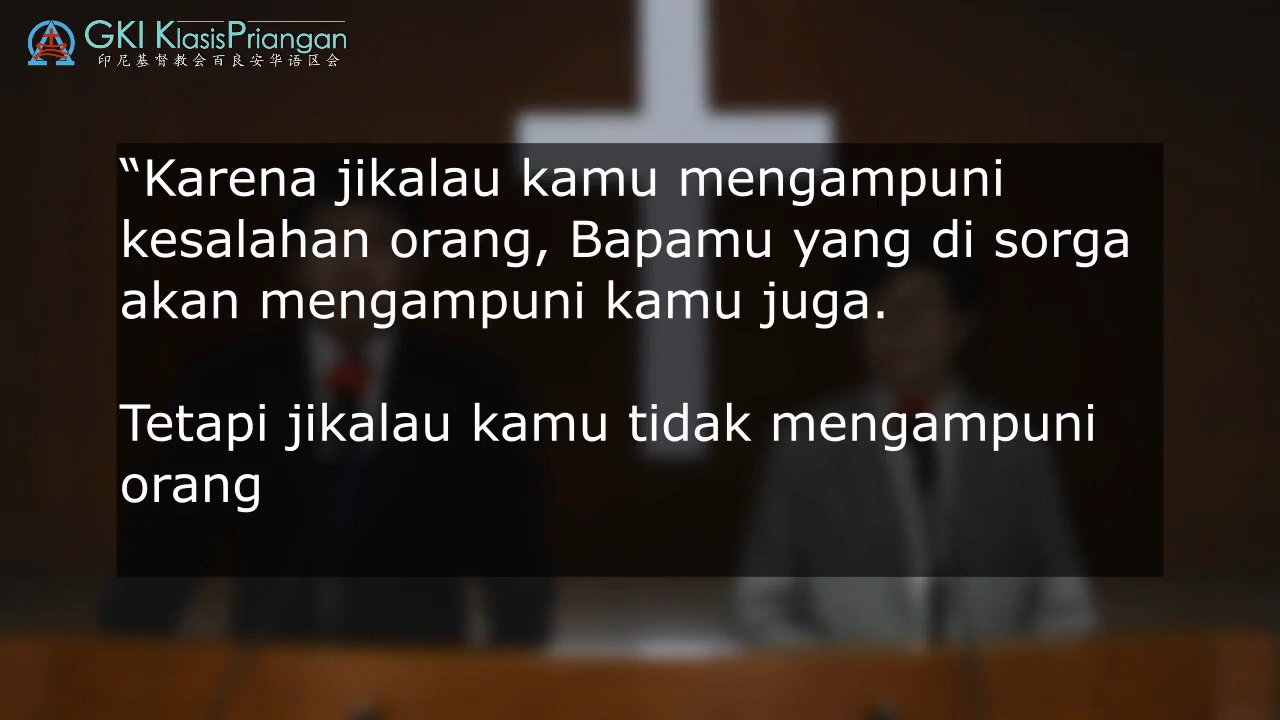 GKI KlasisPriangan
印尼基督教会百良安华语区会
“Karena jikalau kamu mengampuni
kesalahan orang, Bapamu yang di sorga
akan mengampuni kamu juga.
Tetapi jikalau kamu tidak mengampuni
orang